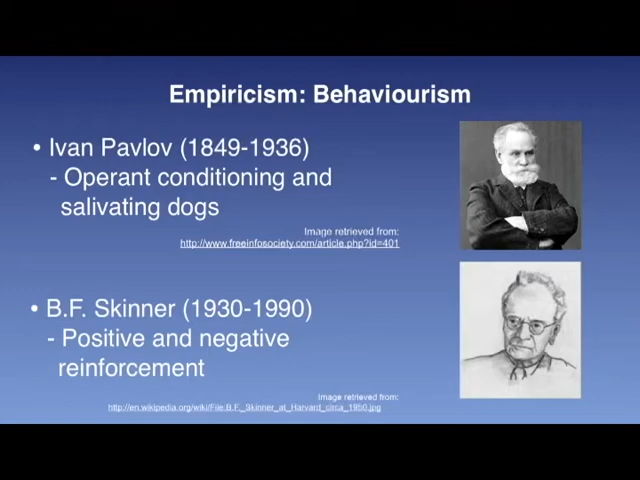 Empiricism: Behaviourism
• Ivan Pavlov (1849-1936)
- Operant conditioning and
salivating dogs
Image retrieved from:
http://www.freeinfosociety.com/article.php?id=401
• B.F. Skinner (1930-1990)
- Positive and negative
reinforcement
Image retrieved from:
http://en.wikipedia.org/wiki/File:B.F._Skinner_at_Harvard_circa_1950.jpg